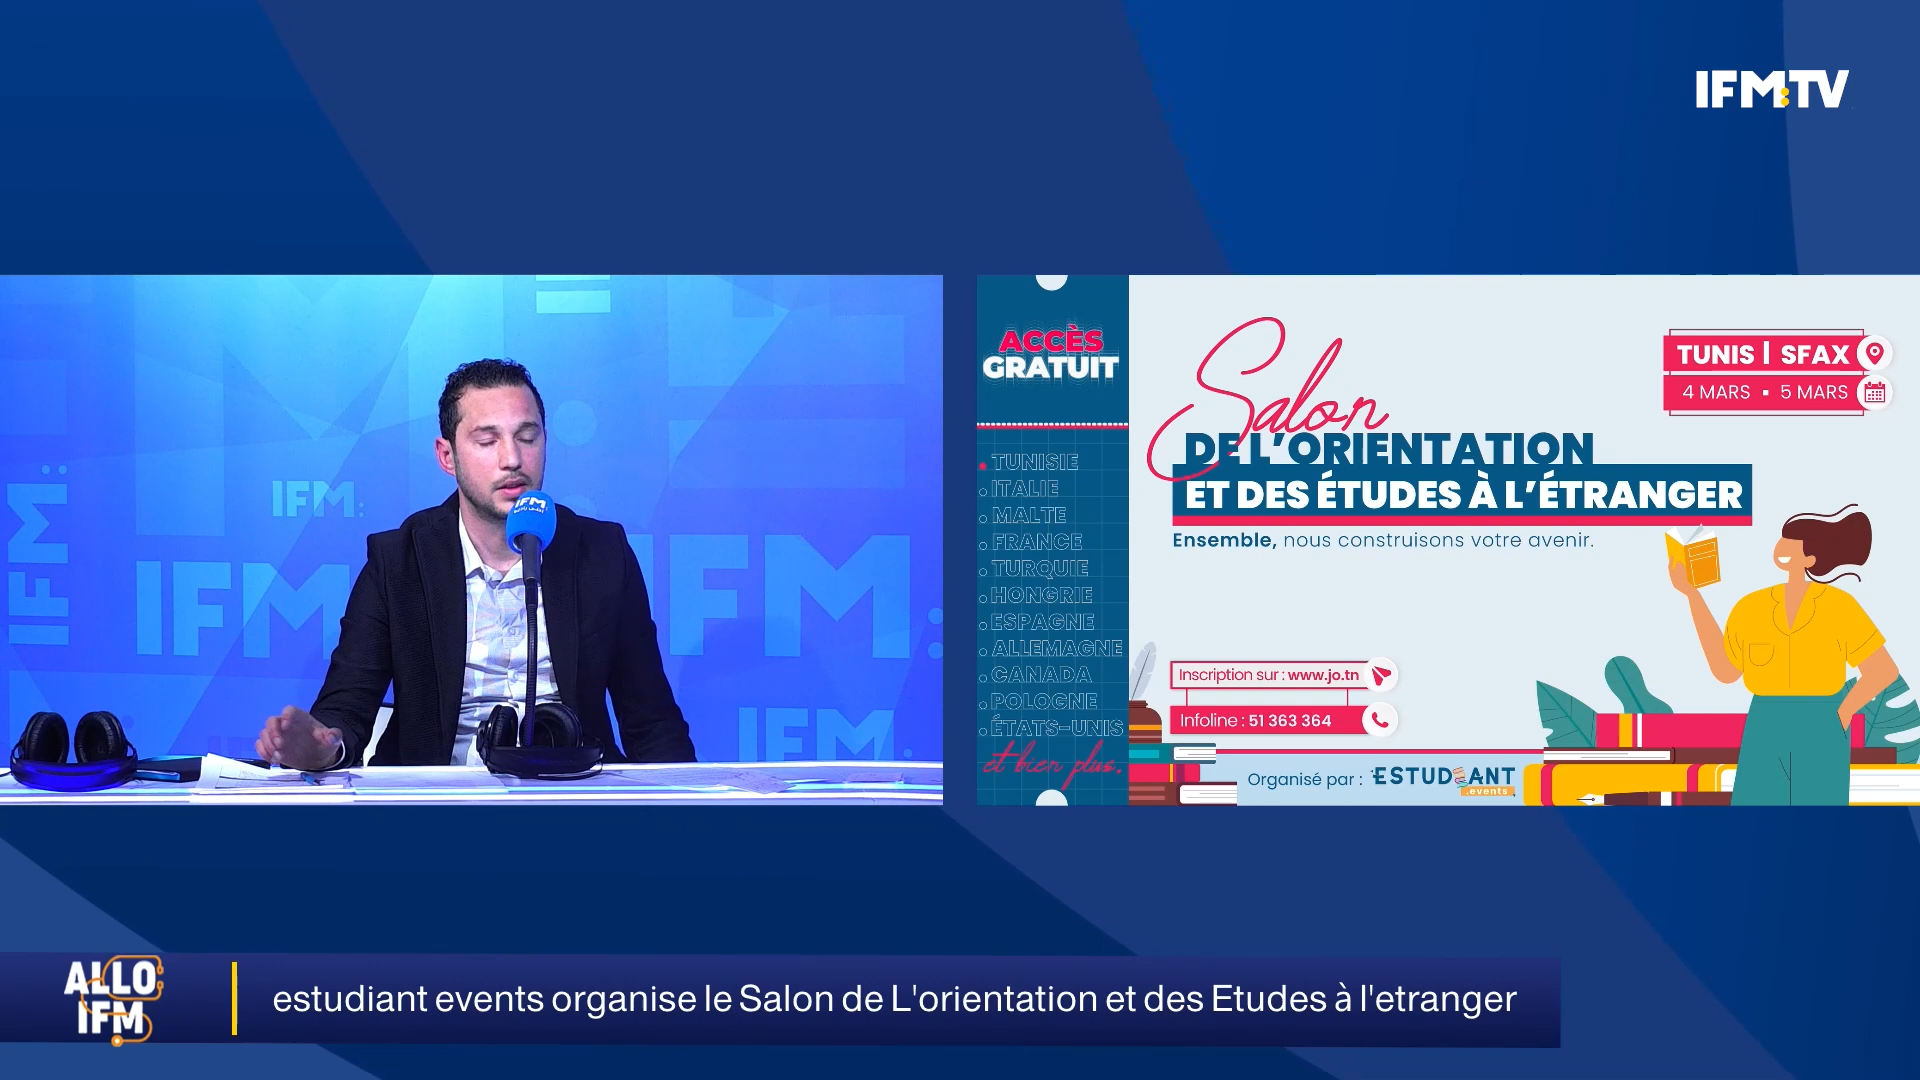 IFM:TV
IFM:
IFM:
IFM
IFM:
IFM:
IFM
ACCÈS
GRATUIT
TUNISIE
ITALIE
MALTE
FRANCE
TURQUIE
HONGRIE
ESPAGNE
ALLEMAGNE
CANADA
POLOGNE
ÉTATS-UNIS
et bien plus.
Salon
DE L'ORIENTATION
ET DES ÉTUDES À L'ÉTRANGER
Ensemble, nous construisons votre avenir.
TUNIS | SFAX
4 MARS ▪ 5 MARS
Inscription sur : www.jo.tn
Infoline : 51 363 364
Organisé par : ESTUDIANT
.events
ALLO
IFM
estudiant events organise le Salon de L'orientation et des Etudes à l'etranger